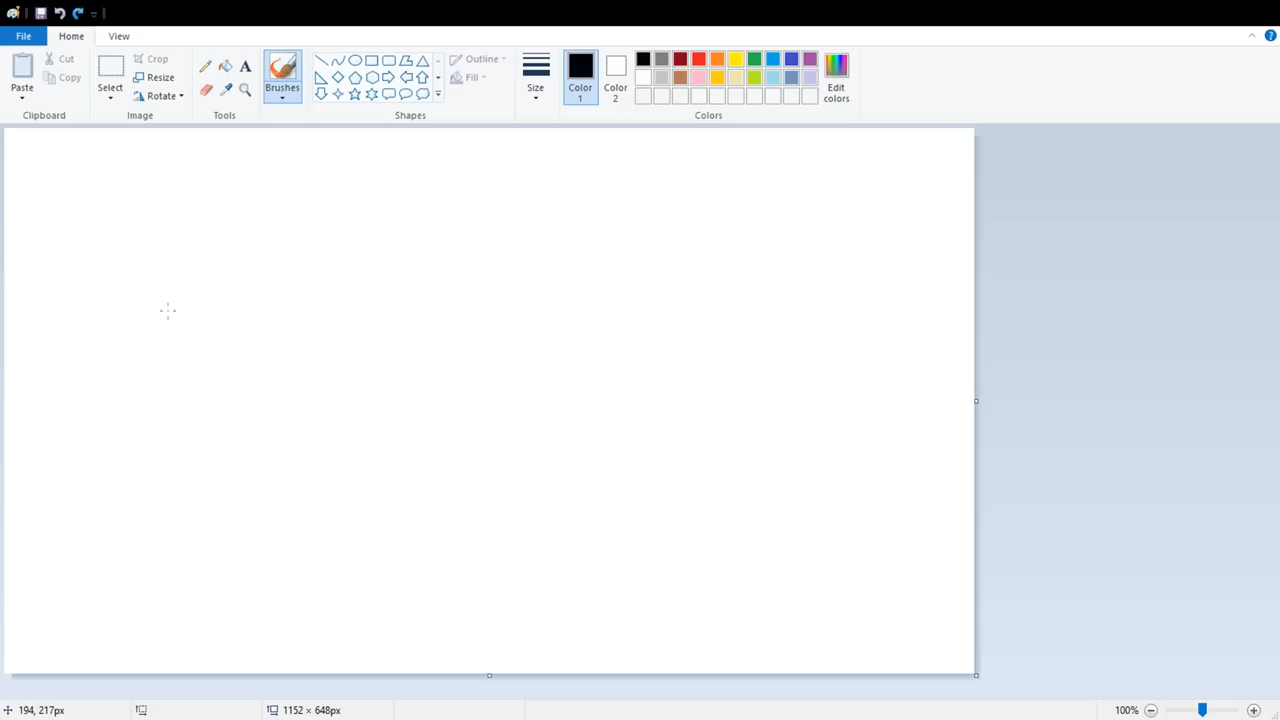 File Home View
Paste Cut Copy Clipboard
Select Crop Resize Rotate Image
A
Tools
Brushes
Outline Fill Shapes
Size
Color 1
Color 2
Edit colors
Colors
194, 217px
1152 × 648px
100%